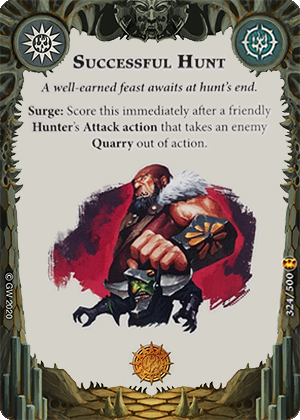 Successful Hunt
A well-earned feast awaits at hunt's end.
Surge: Score this immediately after a friendly
Hunter's Attack action that takes an enemy
Quarry out of action.
© GW 2020
324/500